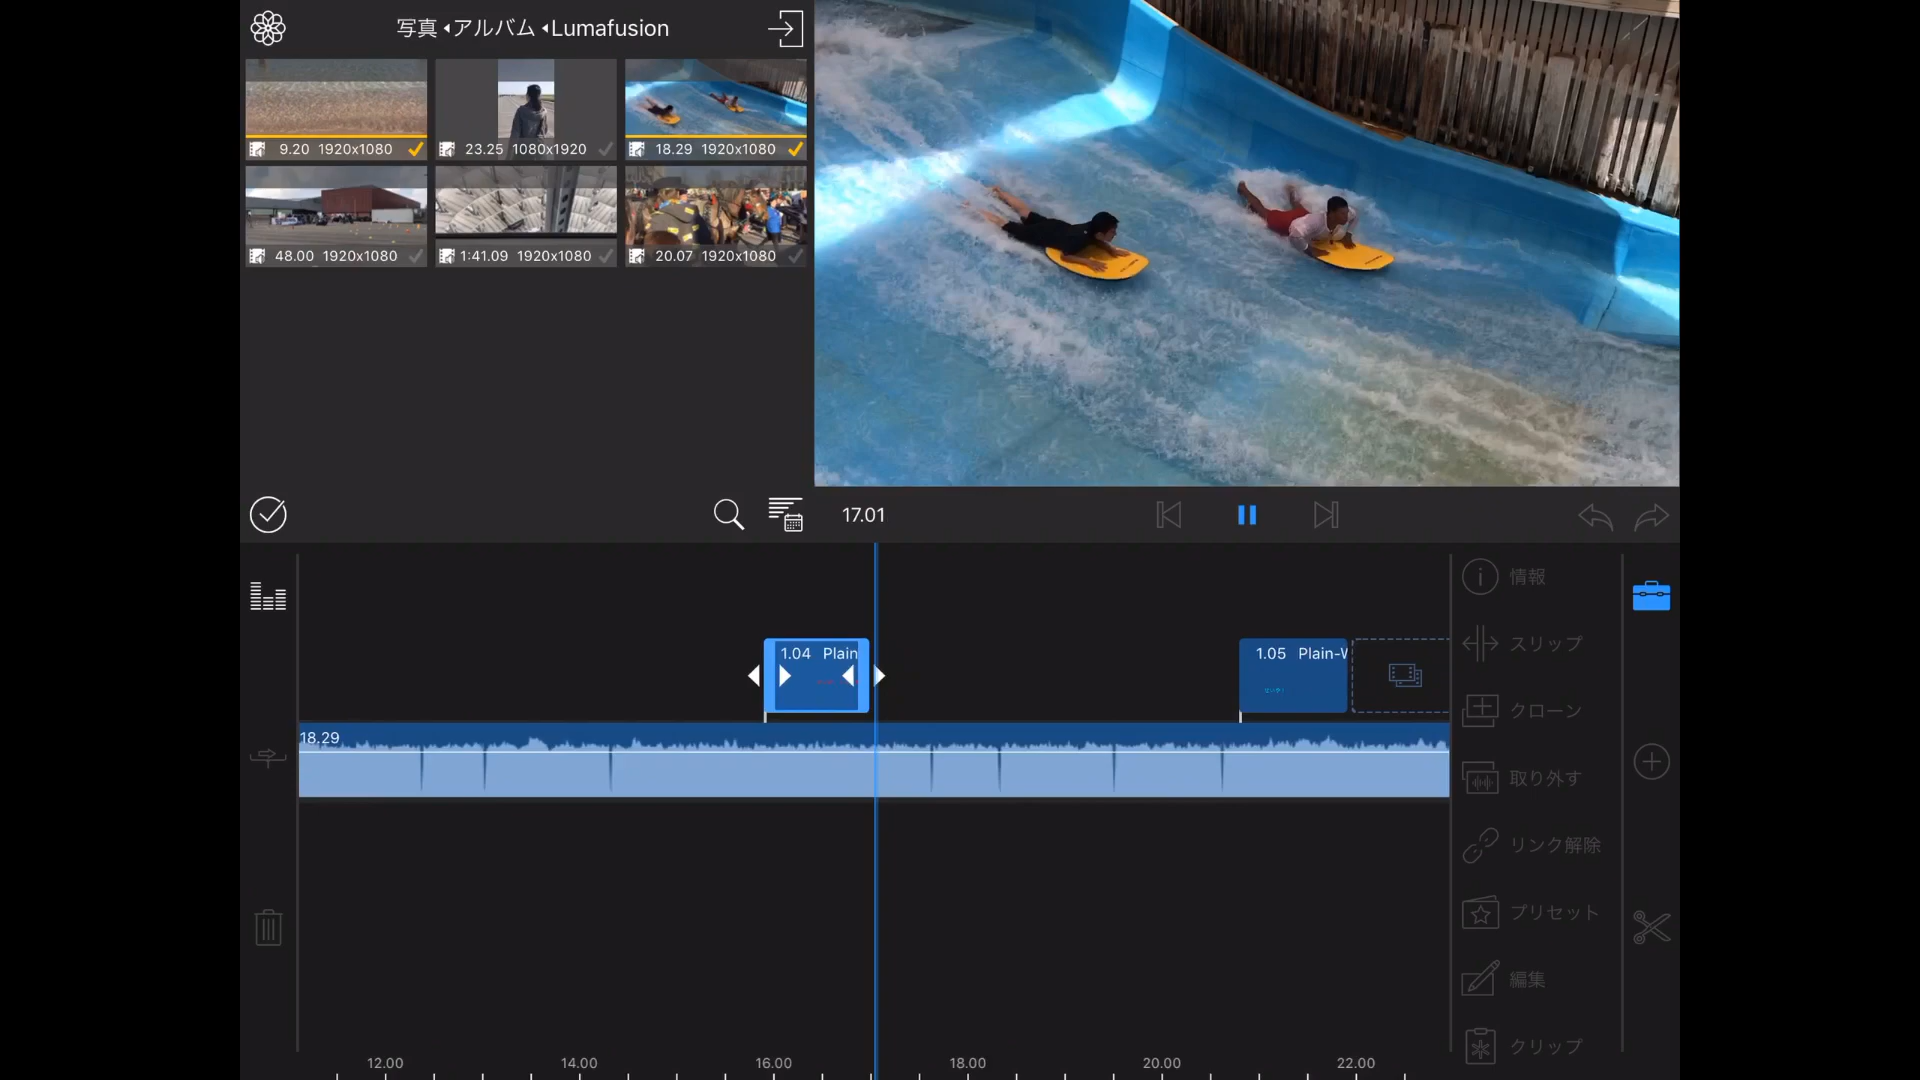 写真 アルバム Lumafusion
9.20 1920x1080
23.25 1080x1920
18.29 1920x1080
48.00 1920x1080
1:41.09 1920x1080
20.07 1920x1080
17.01
情報
スリップ
1.04 Plain
1.05 Plain-W
クローン
18.29
取り外す
リンク解除
プリセット
編集
クリップ
12.00 14.00 16.00 18.00 20.00 22.00